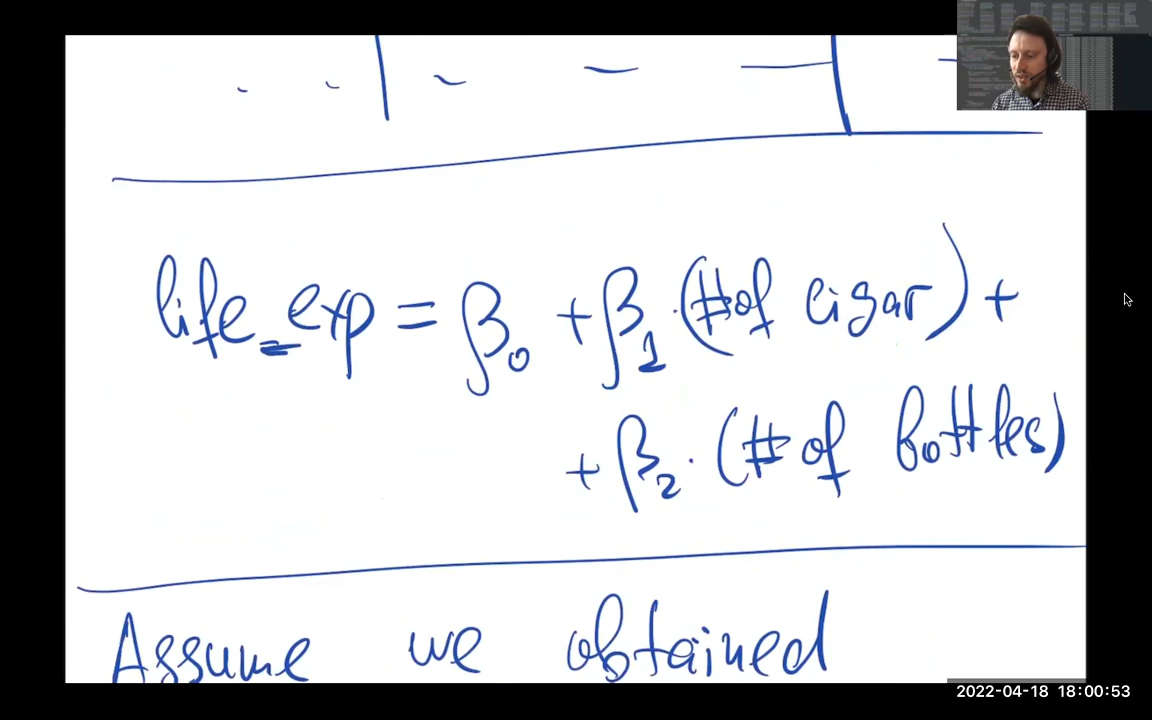 life_exp = β₀ + β₁·(# of cigar) +
+ β₂·(# of bottles)
Assume we obtained
2022-04-18 18:00:53